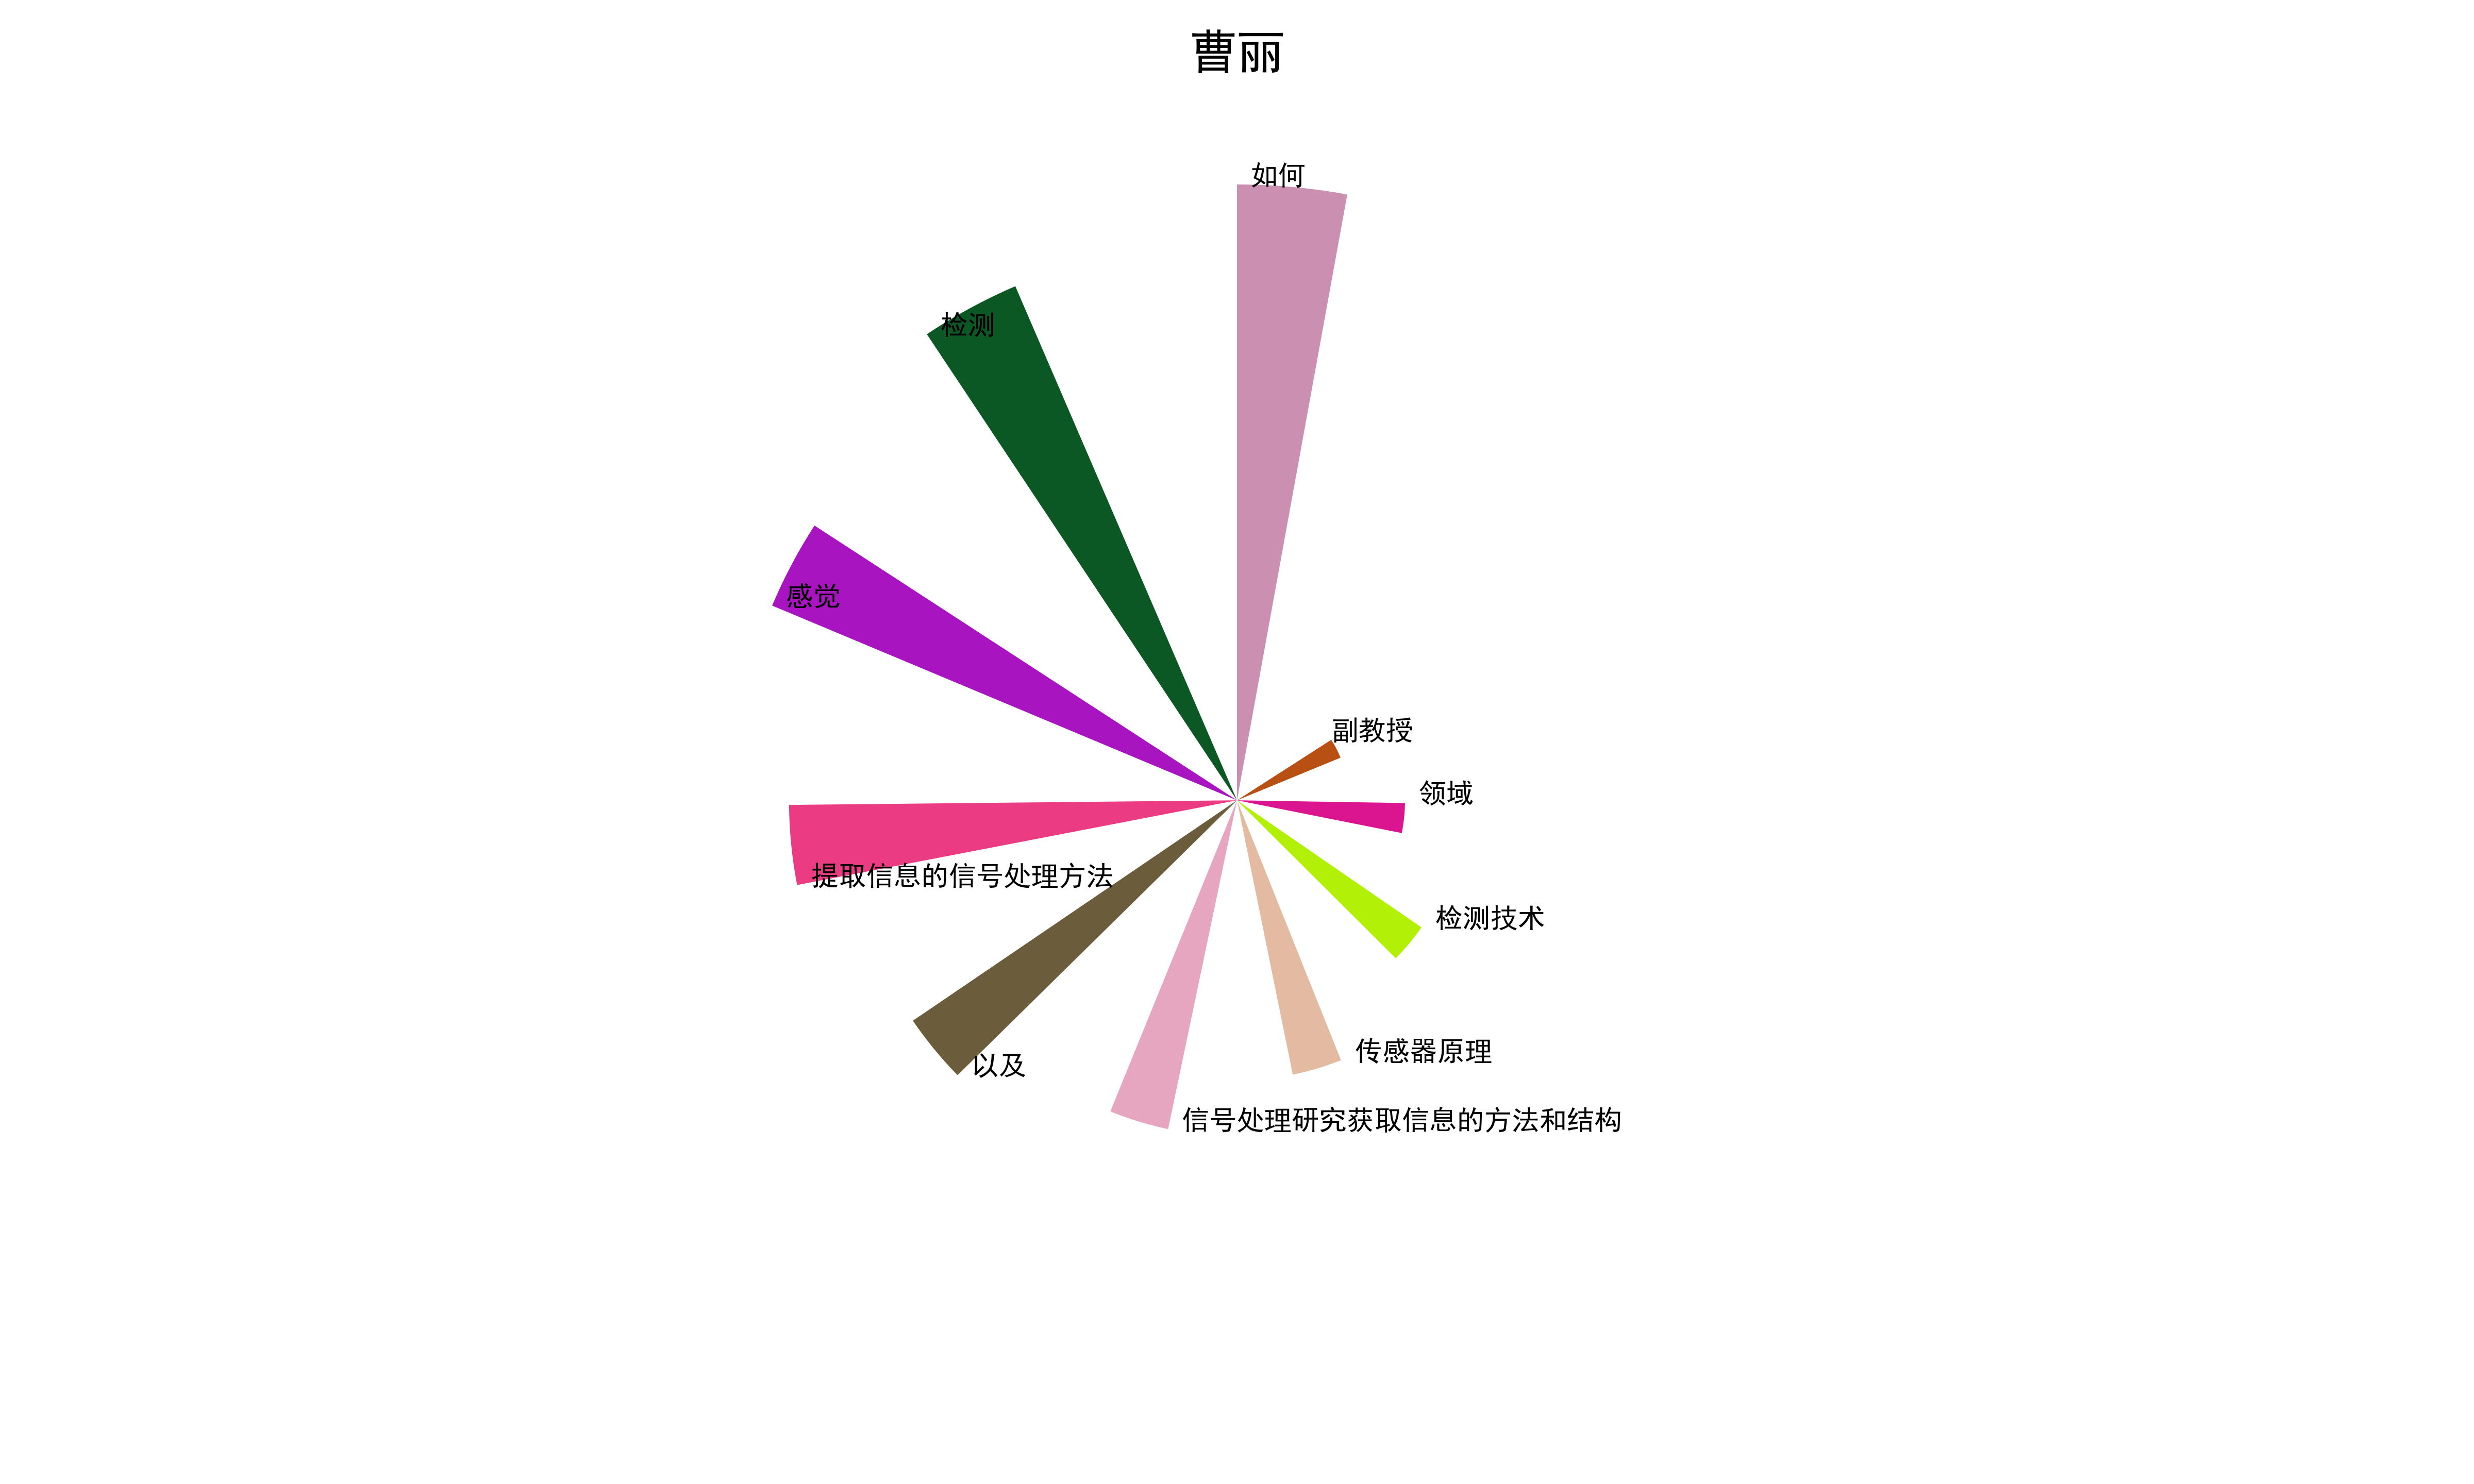 曹丽
如何
检测
感觉
副教授
领域
提取信息的信号处理方法
检测技术
传感器原理
以及
信号处理研究获取信息的方法和结构